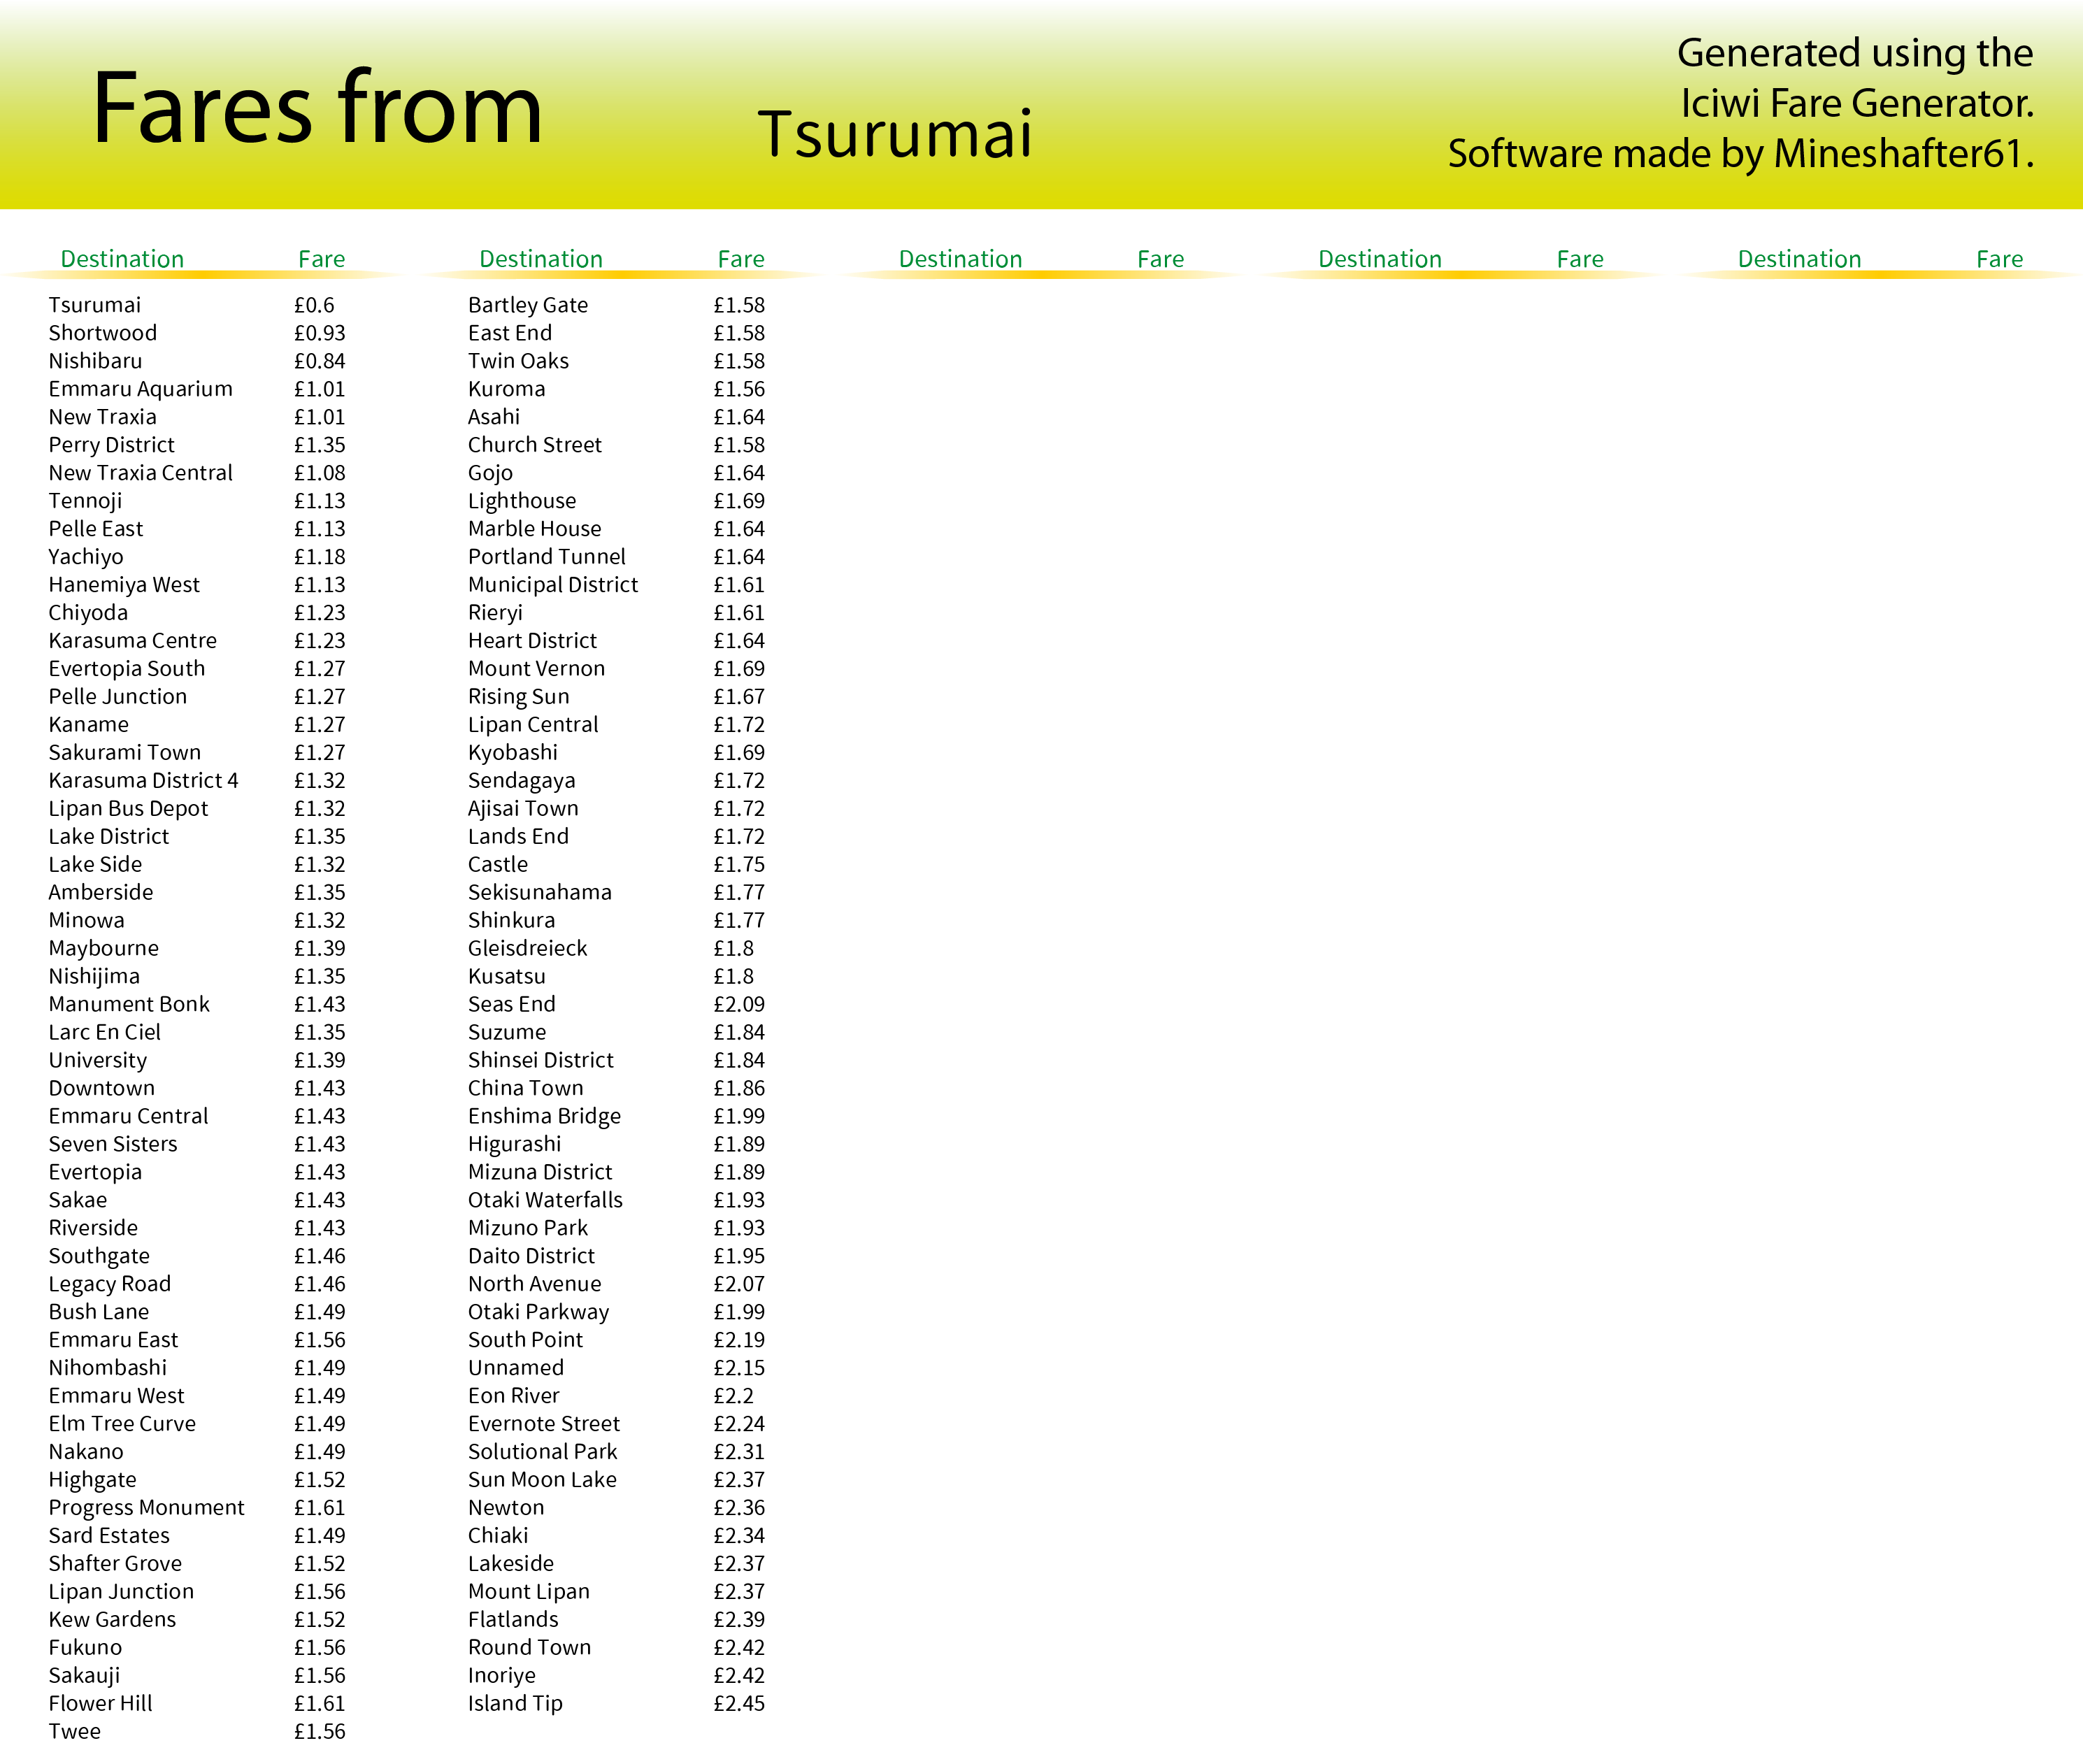 Fares from
Tsurumai
Generated using the
Iciwi Fare Generator.
Software made by Mineshafter61.
Destination Fare Destination Fare Destination Fare Destination Fare Destination Fare
Tsurumai £0.6
Shortwood £0.93
Nishibaru £0.84
Emmaru Aquarium £1.01
New Traxia £1.01
Perry District £1.35
New Traxia Central £1.08
Tennoji £1.13
Pelle East £1.13
Yachiyo £1.18
Hanemiya West £1.13
Chiyoda £1.23
Karasuma Centre £1.23
Evertopia South £1.27
Pelle Junction £1.27
Kaname £1.27
Sakurami Town £1.27
Karasuma District 4 £1.32
Lipan Bus Depot £1.32
Lake District £1.35
Lake Side £1.32
Amberside £1.35
Minowa £1.32
Maybourne £1.39
Nishijima £1.35
Manument Bonk £1.43
Larc En Ciel £1.35
University £1.39
Downtown £1.43
Emmaru Central £1.43
Seven Sisters £1.43
Evertopia £1.43
Sakae £1.43
Riverside £1.43
Southgate £1.46
Legacy Road £1.46
Bush Lane £1.49
Emmaru East £1.56
Nihombashi £1.49
Emmaru West £1.49
Elm Tree Curve £1.49
Nakano £1.49
Highgate £1.52
Progress Monument £1.61
Sard Estates £1.49
Shafter Grove £1.52
Lipan Junction £1.56
Kew Gardens £1.52
Fukuno £1.56
Sakauji £1.56
Flower Hill £1.61
Twee £1.56
Bartley Gate £1.58
East End £1.58
Twin Oaks £1.58
Kuroma £1.56
Asahi £1.64
Church Street £1.58
Gojo £1.64
Lighthouse £1.69
Marble House £1.64
Portland Tunnel £1.64
Municipal District £1.61
Rieryi £1.61
Heart District £1.64
Mount Vernon £1.69
Rising Sun £1.67
Lipan Central £1.72
Kyobashi £1.69
Sendagaya £1.72
Ajisai Town £1.72
Lands End £1.72
Castle £1.75
Sekisunahama £1.77
Shinkura £1.77
Gleisdreieck £1.8
Kusatsu £1.8
Seas End £2.09
Suzume £1.84
Shinsei District £1.84
China Town £1.86
Enshima Bridge £1.99
Higurashi £1.89
Mizuna District £1.89
Otaki Waterfalls £1.93
Mizuno Park £1.93
Daito District £1.95
North Avenue £2.07
Otaki Parkway £1.99
South Point £2.19
Unnamed £2.15
Eon River £2.2
Evernote Street £2.24
Solutional Park £2.31
Sun Moon Lake £2.37
Newton £2.36
Chiaki £2.34
Lakeside £2.37
Mount Lipan £2.37
Flatlands £2.39
Round Town £2.42
Inoriye £2.42
Island Tip £2.45